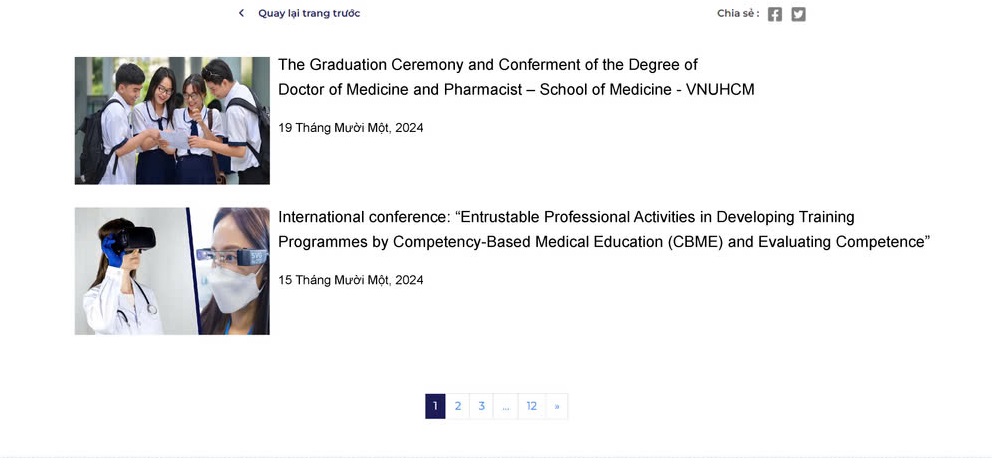 Quay lại trang trước
Chia sẻ :
The Graduation Ceremony and Conferment of the Degree of
Doctor of Medicine and Pharmacist – School of Medicine - VNUHCM
19 Tháng Mười Một, 2024
International conference: “Entrustable Professional Activities in Developing Training
Programmes by Competency-Based Medical Education (CBME) and Evaluating Competence”
15 Tháng Mười Một, 2024
1 2 3 ... 12 »